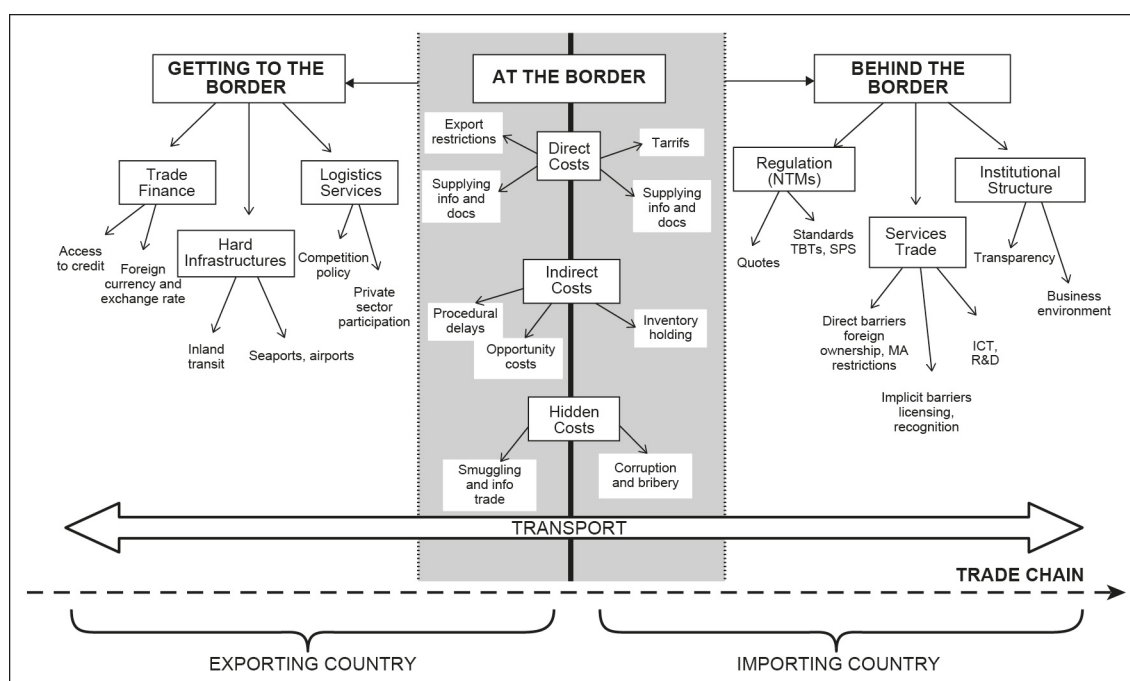 GETTING TO THE
BORDER
AT THE BORDER
BEHIND THE
BORDER
Trade
Finance
Logistics
Services
Hard
Infrastructures
Access
to credit
Foreign
currency and
exchange rate
Competition
policy
Private
sector
participation
Inland
transit
Seaports, airports
Export
restrictions
Direct
Costs
Tarrifs
Supplying
info and
docs
Supplying
info and
docs
Indirect
Costs
Procedural
delays
Opportunity
costs
Inventory
holding
Hidden
Costs
Smuggling
and info
trade
Corruption
and bribery
Regulation
(NTMs)
Institutional
Structure
Services
Trade
Quotes
Standards
TBTs, SPS
Transparency
Business
environment
Direct barriers
foreign
ownership, MA
restrictions
ICT,
R&D
Implicit barriers
licensing,
recognition
TRANSPORT
TRADE CHAIN
EXPORTING COUNTRY
IMPORTING COUNTRY